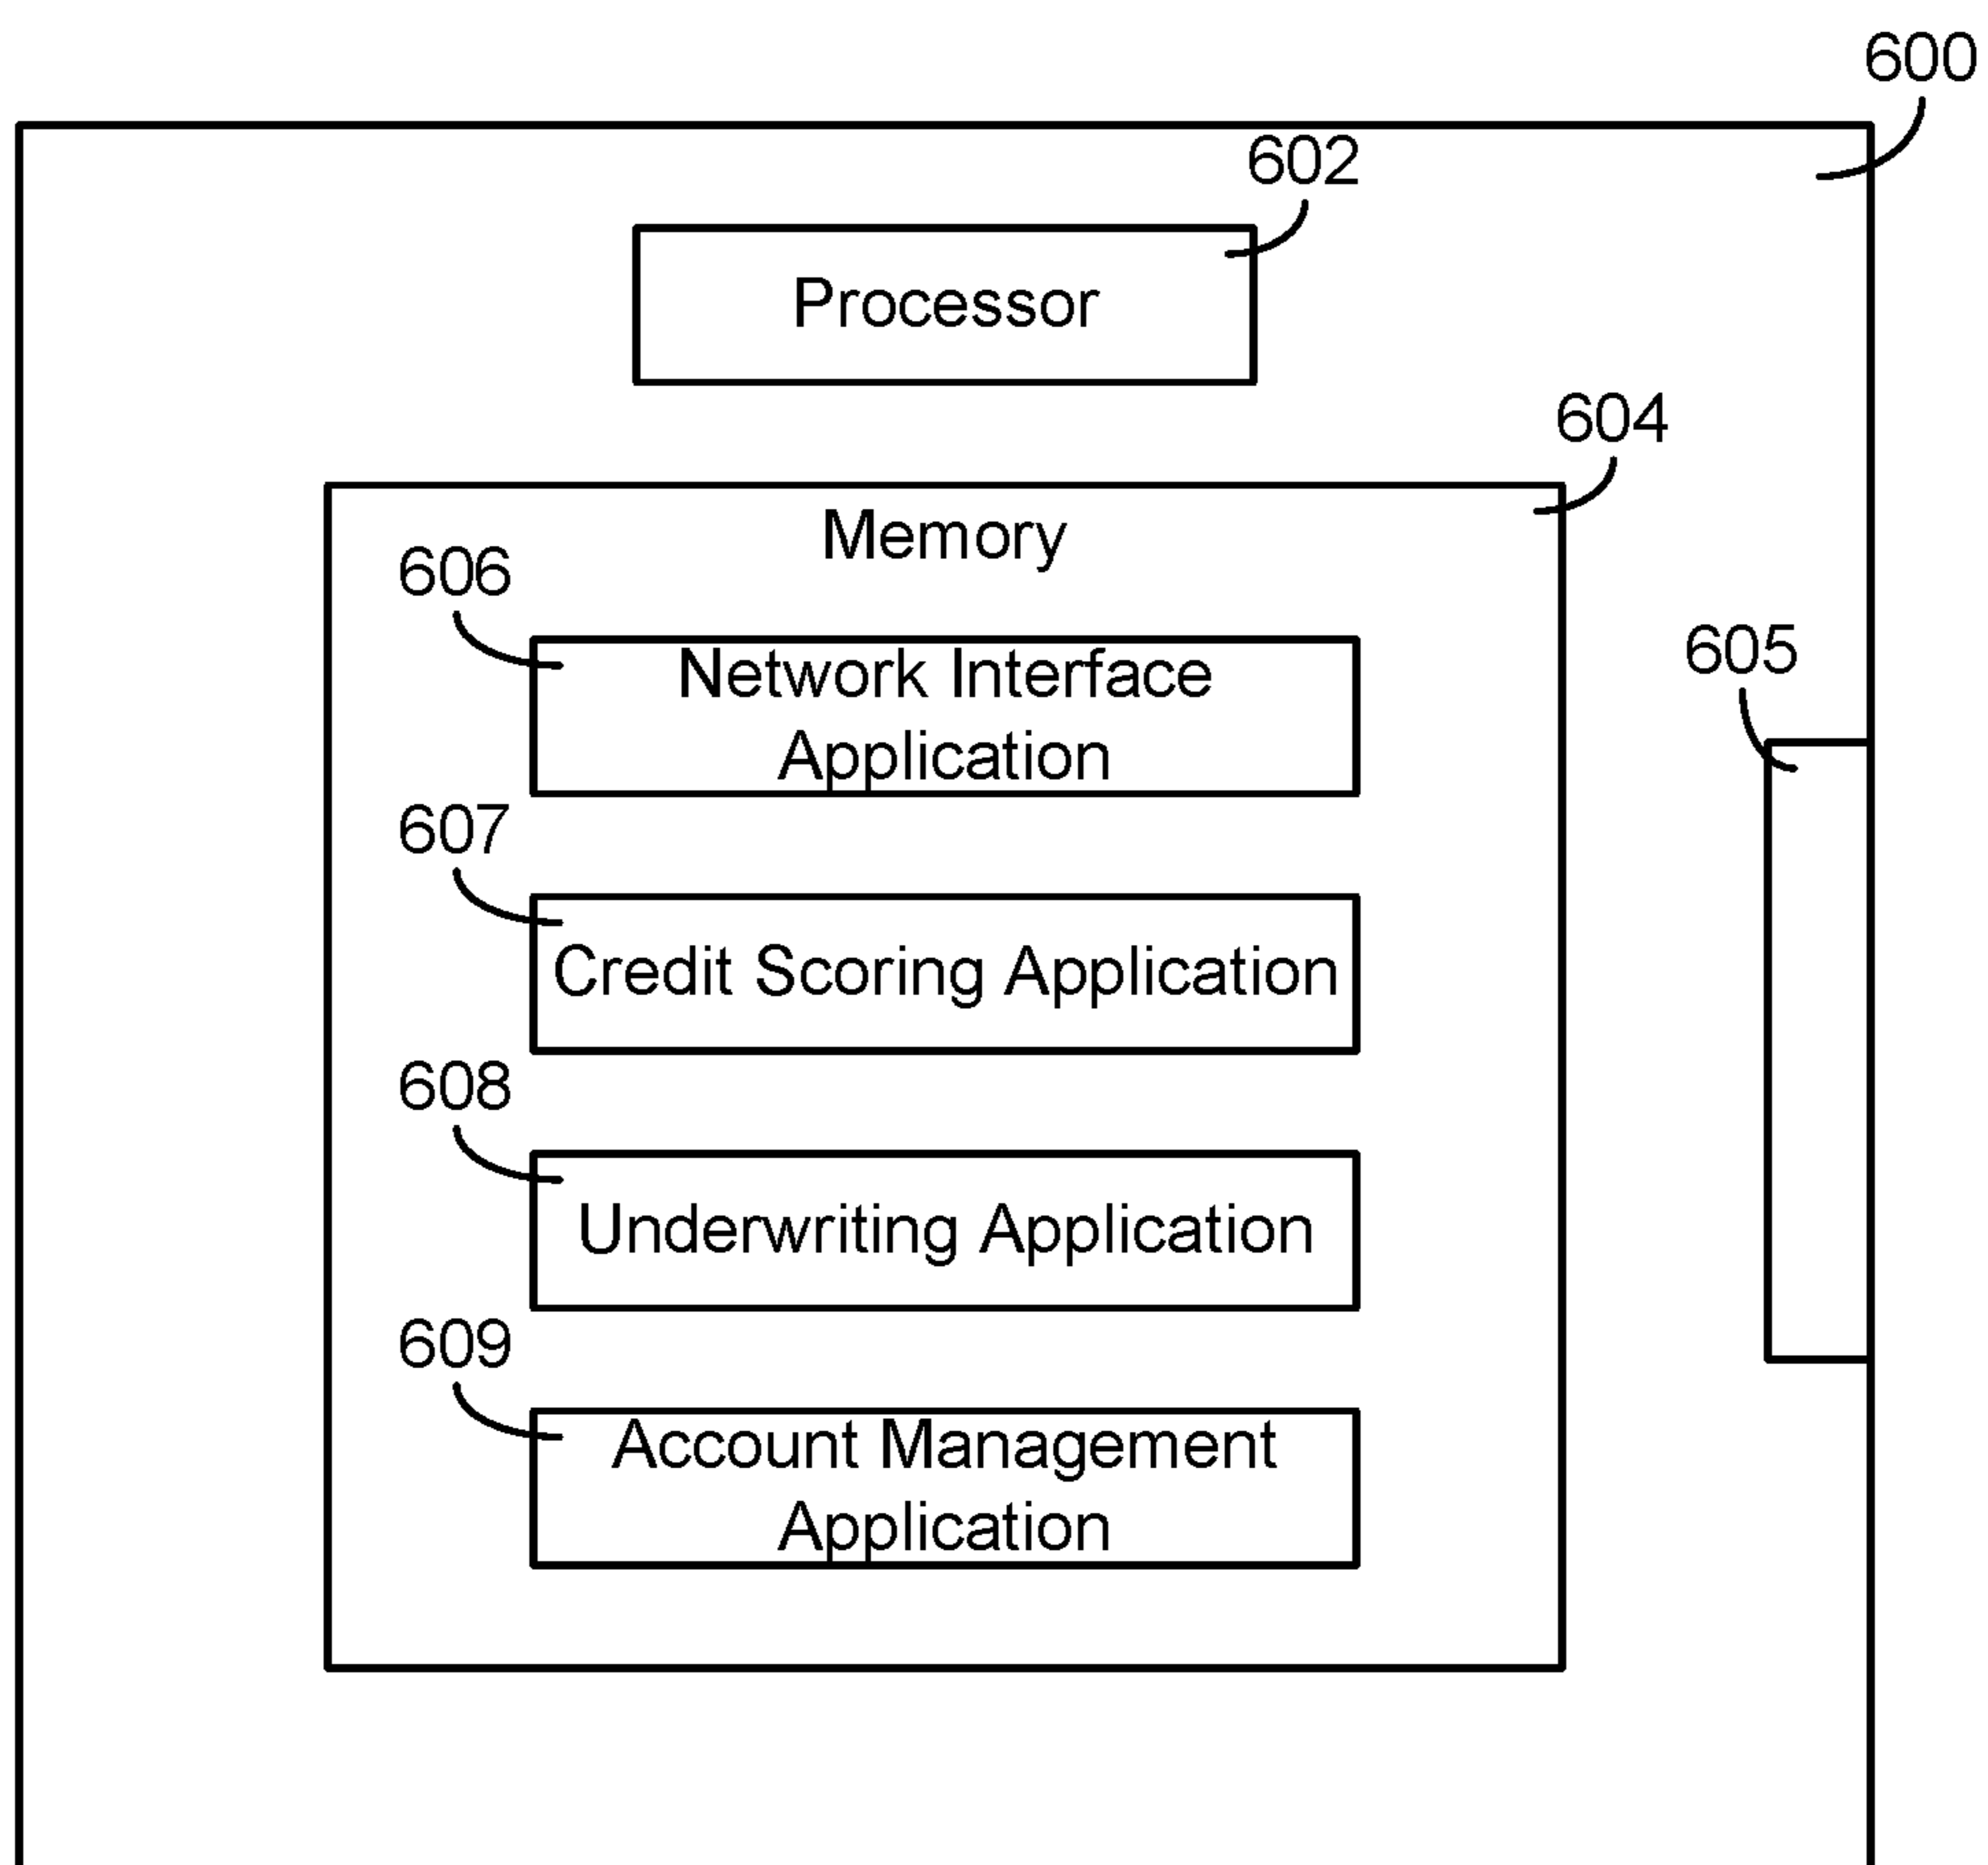 600
602
Processor
604
Memory
606
Network Interface
Application
605
607
Credit Scoring Application
608
Underwriting Application
609
Account Management
Application